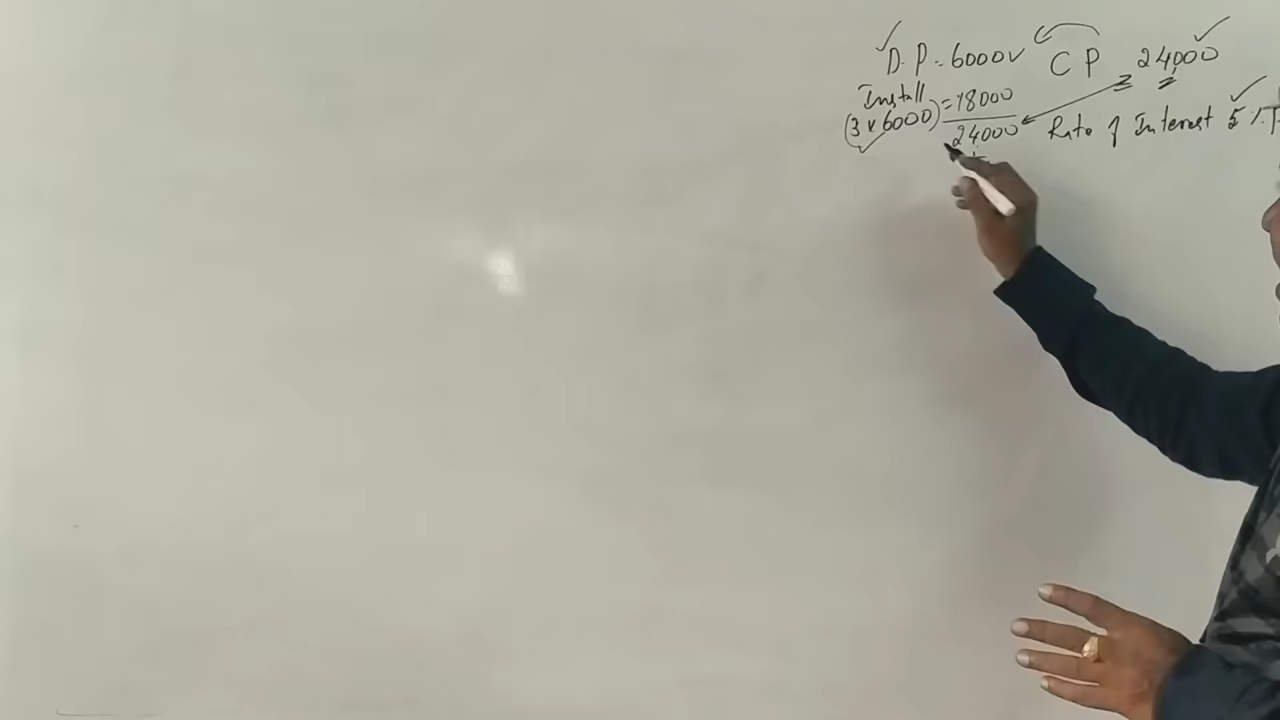 D.P = 6000 CP 24000
Install
(3 x 6000) = 18000
24000 Rate of Interest 5%